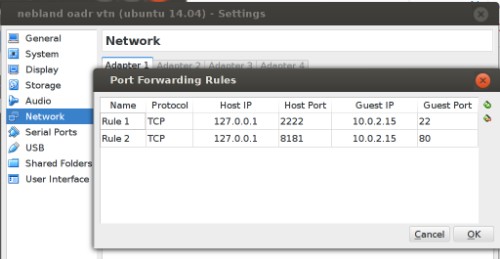 nebland oadr vtn (ubuntu 14.04) - Settings
General
System
Display
Storage
Audio
Network
Serial Ports
USB
Shared Folders
User Interface
Network
Adapter 1 Adapter 2 Adapter 3 Adapter 4
Port Forwarding Rules
Name Protocol Host IP Host Port Guest IP Guest Port
Rule 1 TCP 127.0.0.1 2222 10.0.2.15 22
Rule 2 TCP 127.0.0.1 8181 10.0.2.15 80
Cancel OK